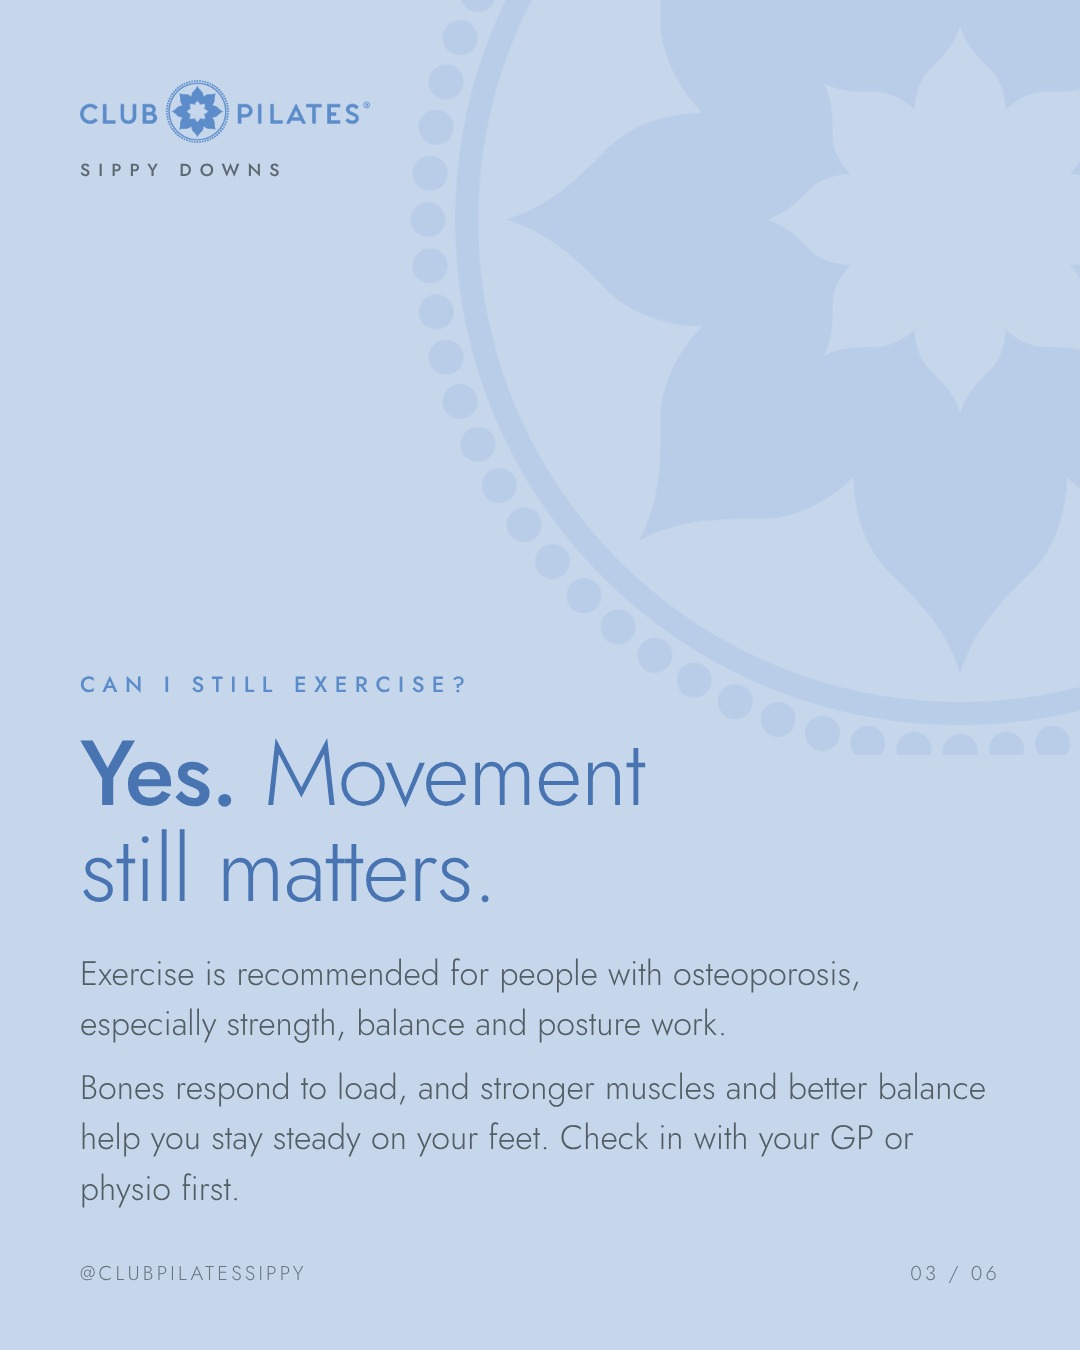 CLUB PILATES®
SIPPY DOWNS
CAN I STILL EXERCISE?
Yes. Movement
still matters.
Exercise is recommended for people with osteoporosis,
especially strength, balance and posture work.
Bones respond to load, and stronger muscles and better balance
help you stay steady on your feet. Check in with your GP or
physio first.
@CLUBPILATESSIPPY
03 / 06